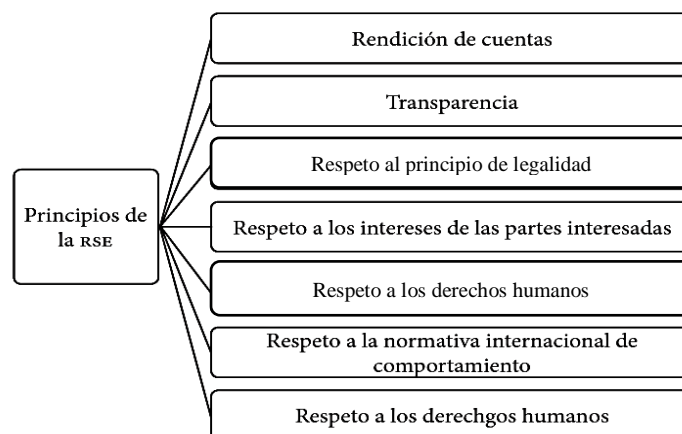 Rendición de cuentas
Transparencia
Respeto al principio de legalidad
Principios de
la RSE
Respeto a los intereses de las partes interesadas
Respeto a los derechos humanos
Respeto a la normativa internacional de
comportamiento
Respeto a los derechgos humanos